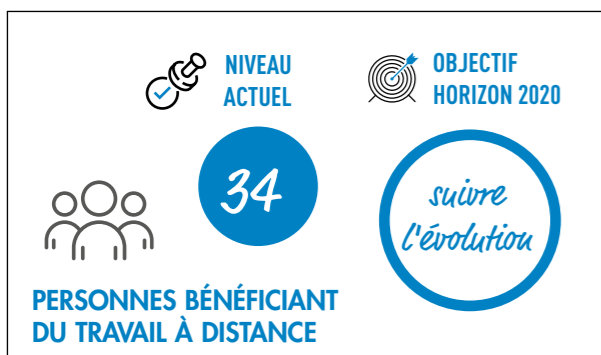 NIVEAU
ACTUEL
OBJECTIF
HORIZON 2020
34
suivre
l'évolution
PERSONNES BÉNÉFICIANT
DU TRAVAIL À DISTANCE